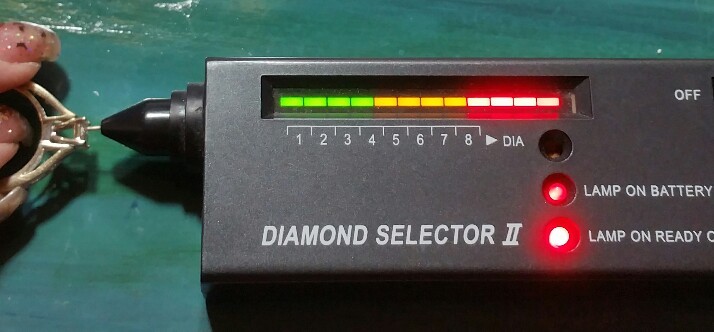 OFF
1 2 3 4 5 6 7 8 ▶ DIA
LAMP ON BATTERY
DIAMOND SELECTOR II
LAMP ON READY